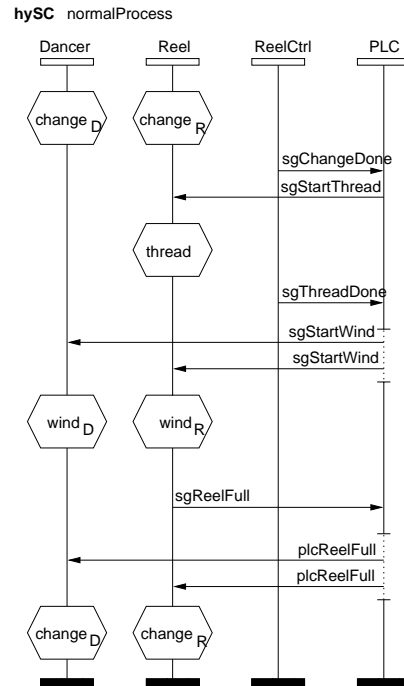 hySC normalProcess
Dancer Reel ReelCtrl PLC
change D change R
sgChangeDone
sgStartThread
thread
sgThreadDone
sgStartWind
sgStartWind
wind D wind R
sgReelFull
plcReelFull
plcReelFull
change D change R